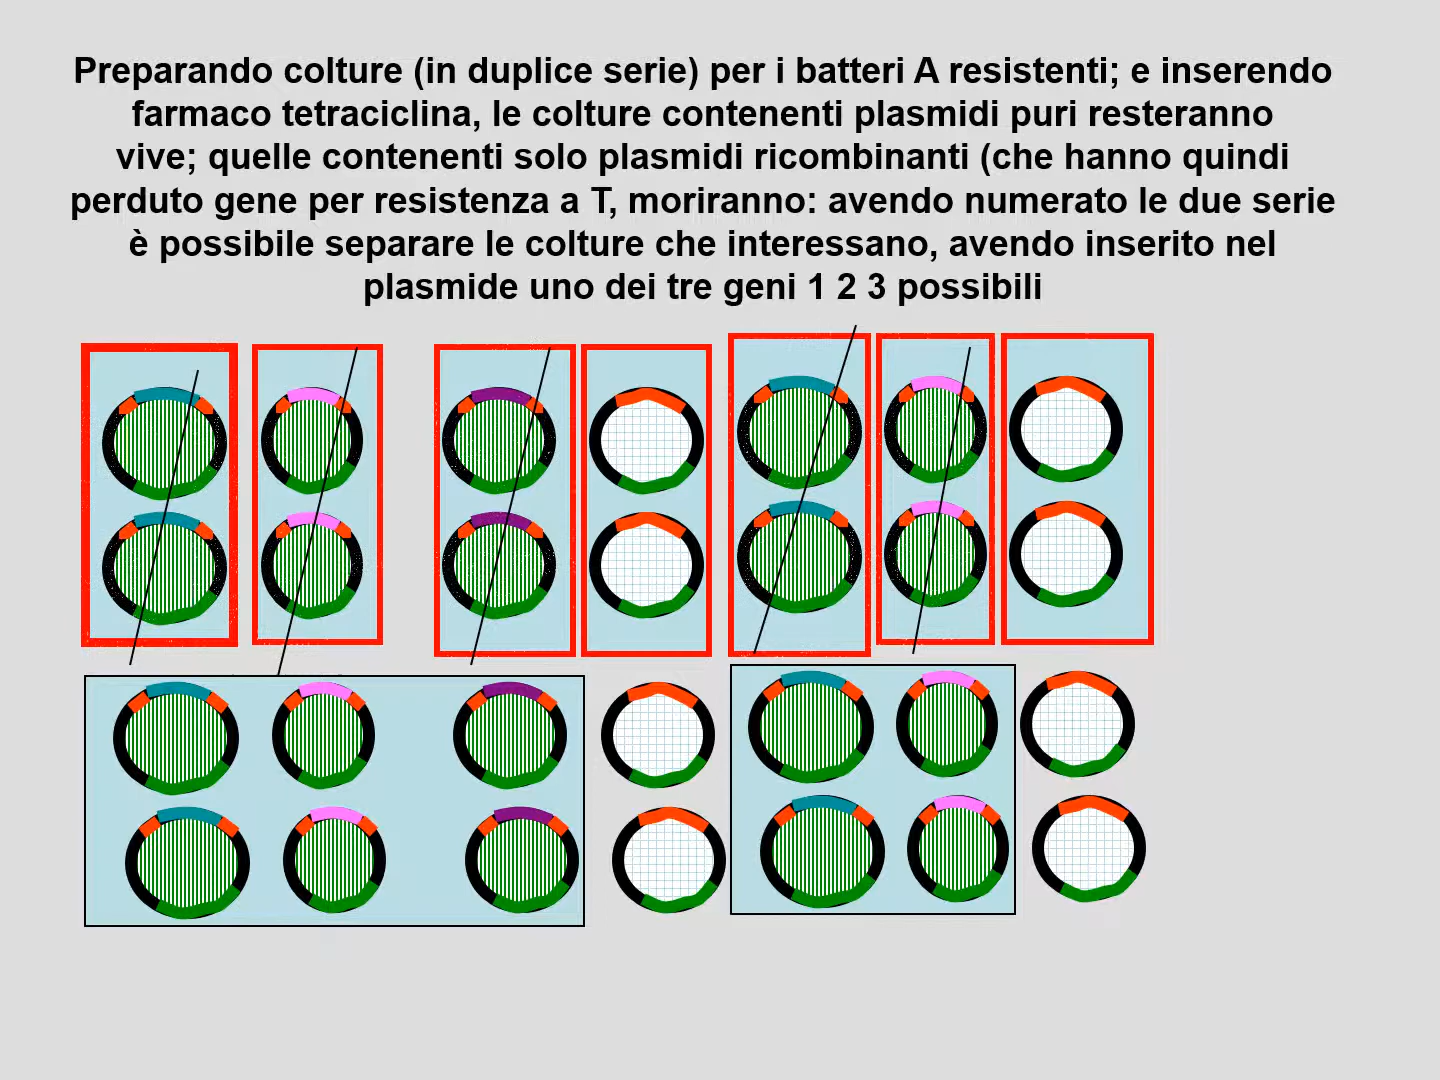 Preparando colture (in duplice serie) per i batteri A resistenti; e inserendo
farmaco tetraciclina, le colture contenenti plasmidi puri resteranno
vive; quelle contenenti solo plasmidi ricombinanti (che hanno quindi
perduto gene per resistenza a T, moriranno: avendo numerato le due serie
è possibile separare le colture che interessano, avendo inserito nel
plasmide uno dei tre geni 1 2 3 possibili